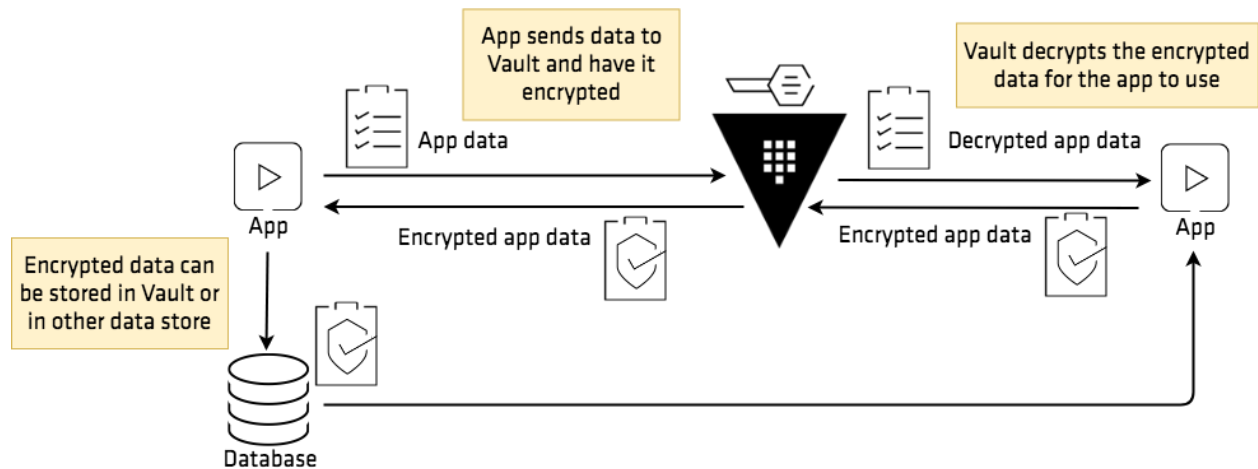 App sends data to
Vault and have it
encrypted
Vault decrypts the encrypted
data for the app to use
App data
Decrypted app data
App
Encrypted app data
Encrypted app data
App
Encrypted data can
be stored in Vault or
in other data store
Database